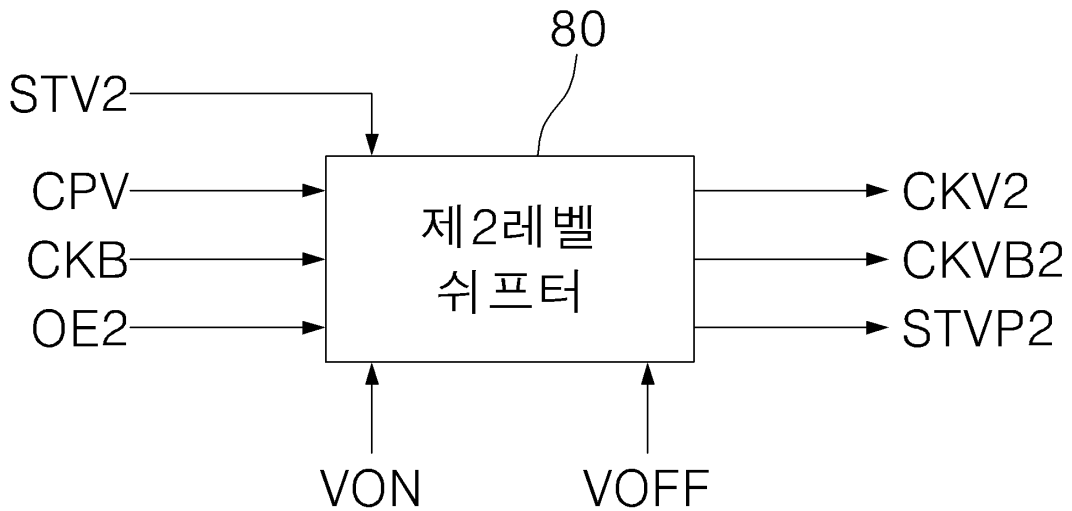 80
STV2
CPV
CKB
OE2
제2레벨
쉬프터
CKV2
CKVB2
STVP2
VON
VOFF